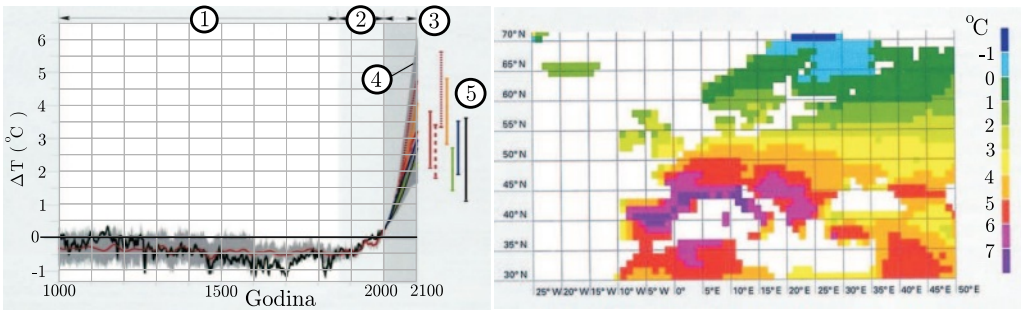 ① ② ③
④
⑤
ΔT (°C)
6
5
4
3
2
1
0
-1
1000 1500 2000 2100
Godina
70°N
65°N
60°N
55°N
50°N
45°N
40°N
35°N
30°N
25°W 20°W 15°W 10°W 5°W 0° 5°E 10°E 15°E 20°E 25°E 30°E 35°E 40°E 45°E 50°E
°C
-1
0
1
2
3
4
5
6
7